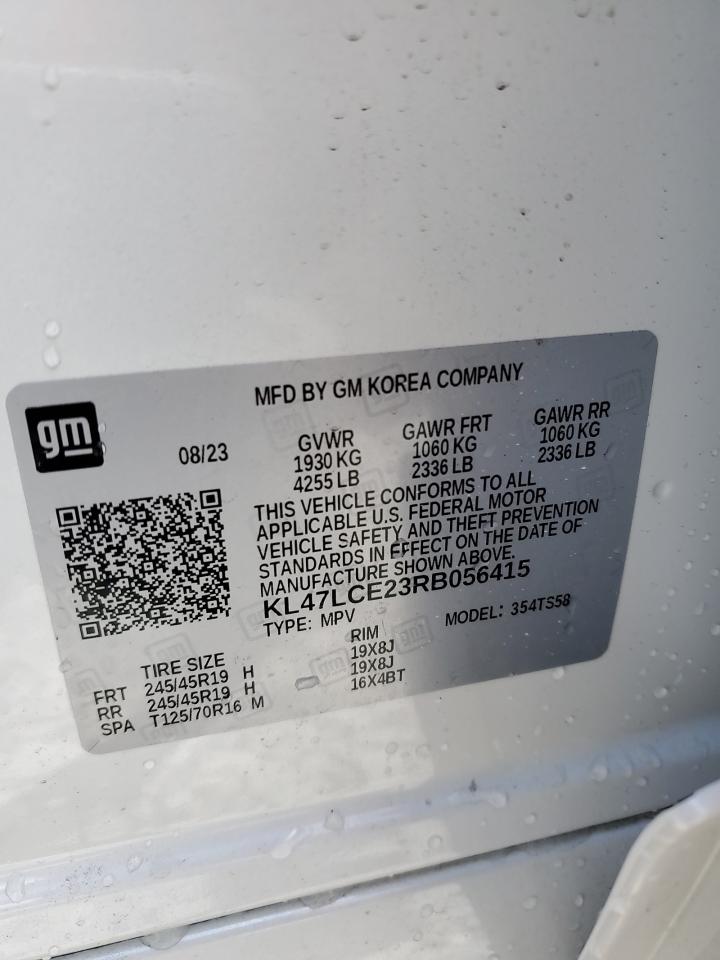 MFD BY GM KOREA COMPANY
gm
08/23
GVWR
1930 KG
4255 LB
GAWR FRT
1060 KG
2336 LB
GAWR RR
1060 KG
2336 LB
THIS VEHICLE CONFORMS TO ALL
APPLICABLE U.S. FEDERAL MOTOR
VEHICLE SAFETY AND THEFT PREVENTION
STANDARDS IN EFFECT ON THE DATE OF
MANUFACTURE SHOWN ABOVE.
KL47LCE23RB056415
TYPE: MPV
MODEL: 354TS58
TIRE SIZE
RIM
FRT 245/45R19 H 19X8J
RR 245/45R19 H 19X8J
SPA T125/70R16 M 16X4BT